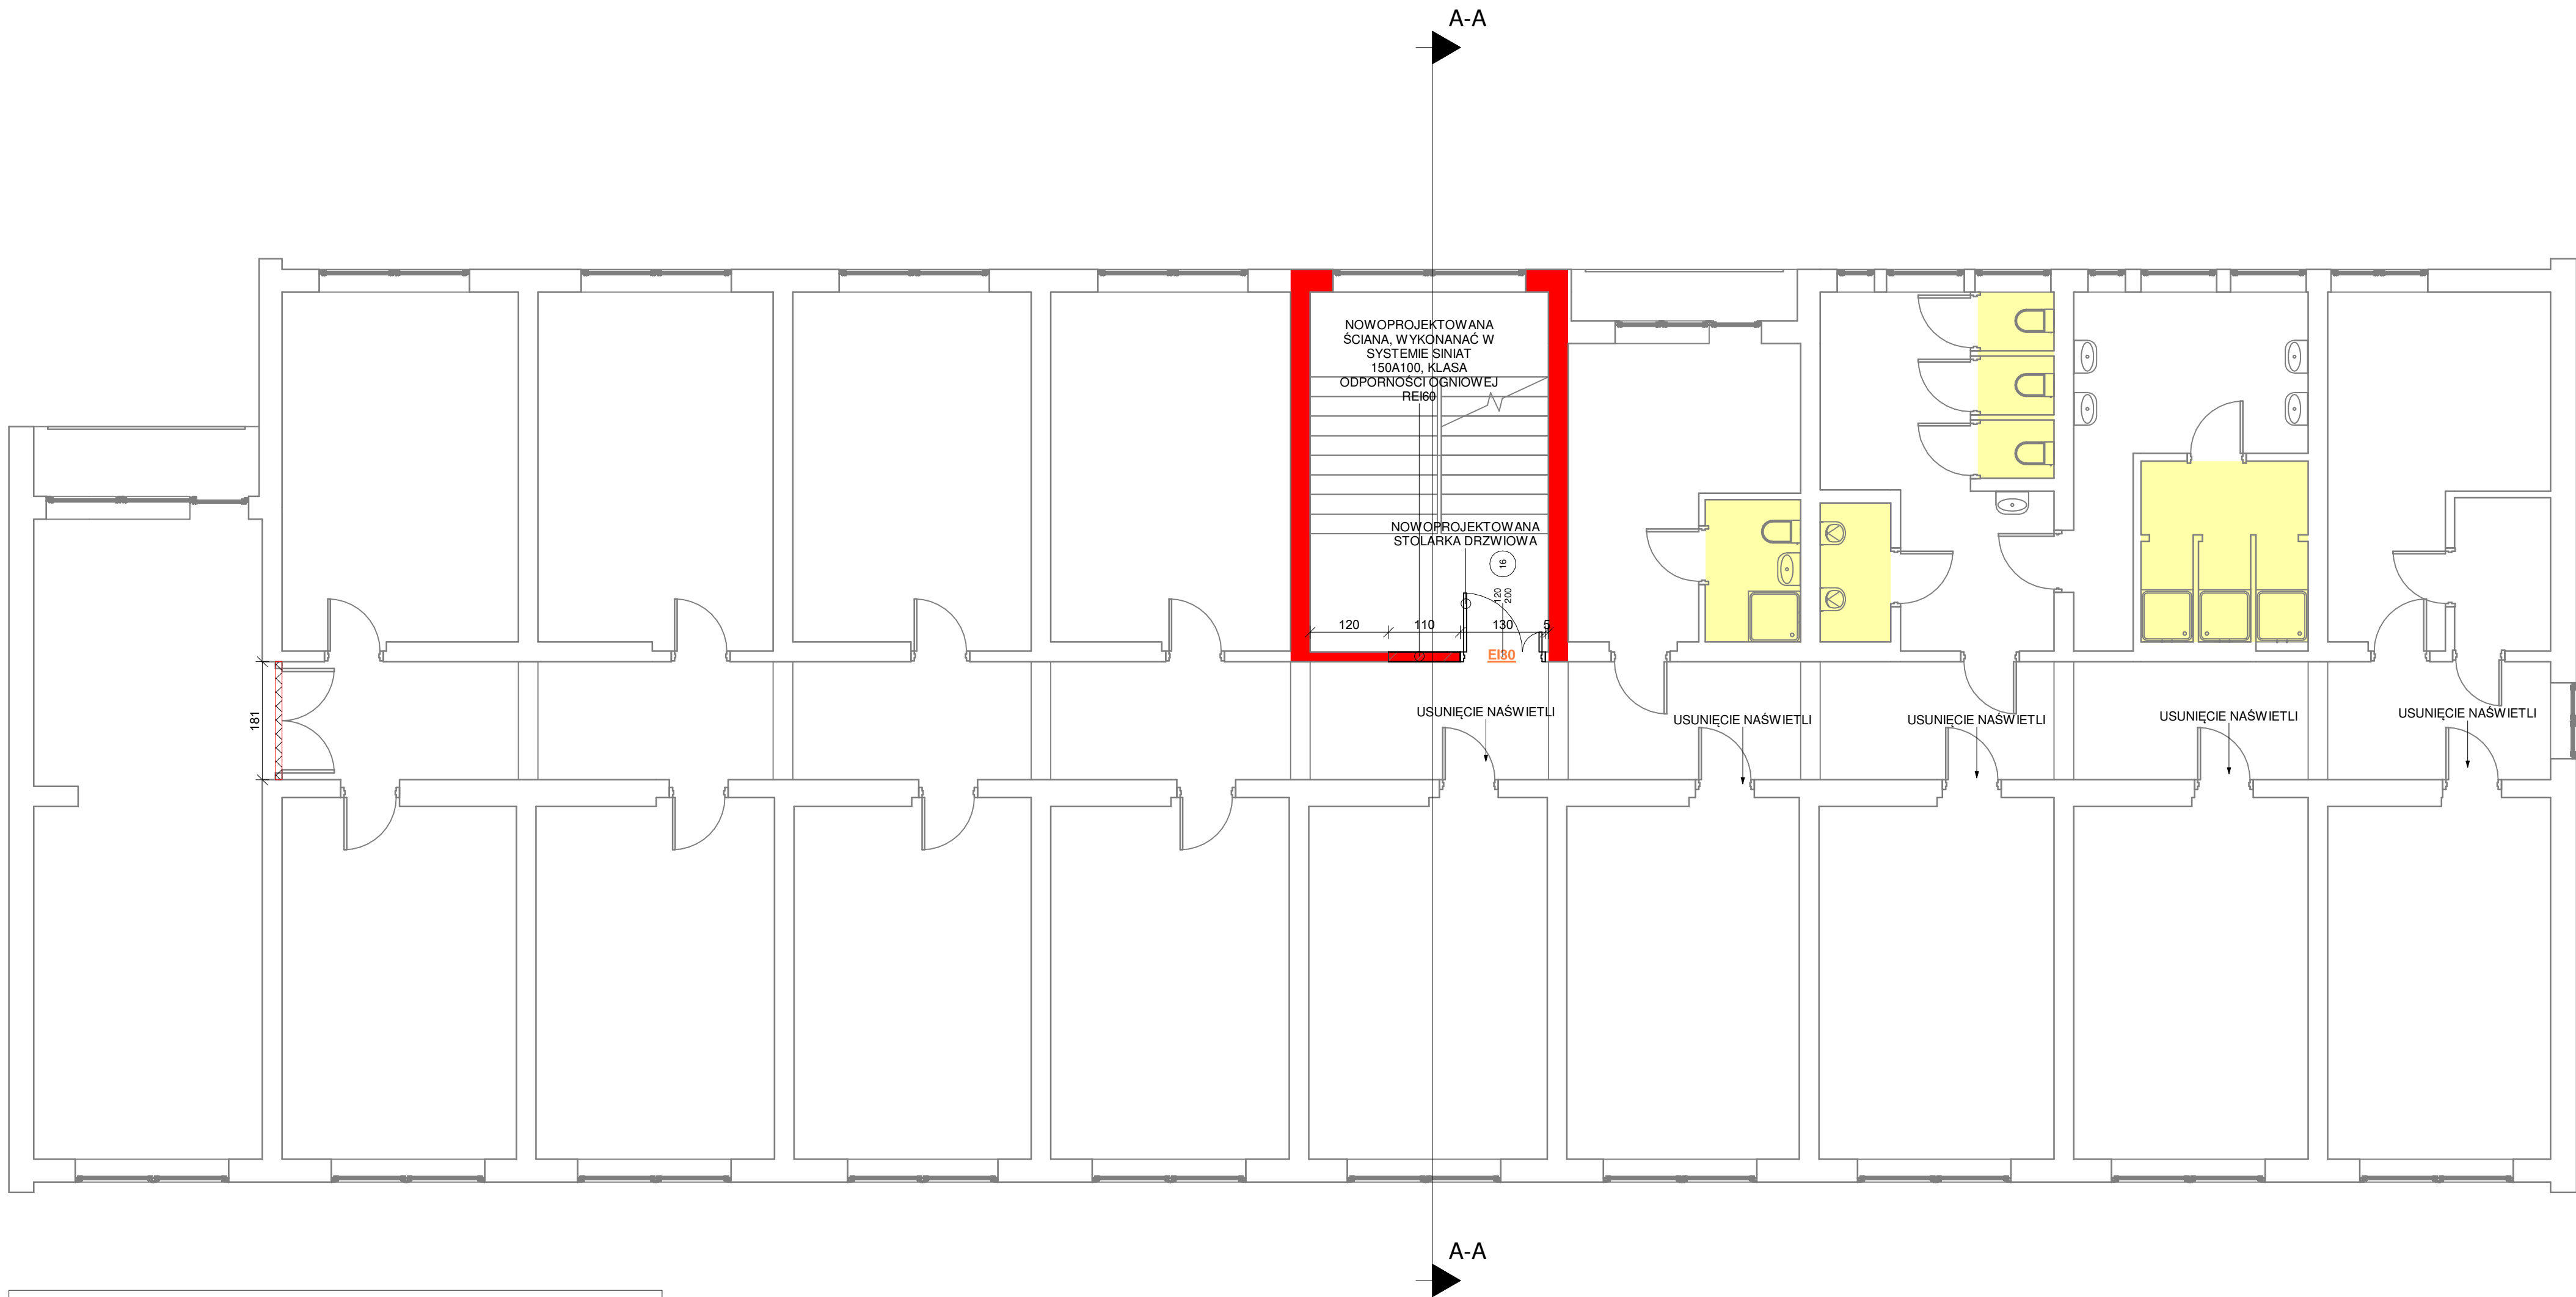 A-A
NOWOPROJEKTOWANA
ŚCIANA, WYKONANAĆ W
SYSTEMIE SINIAT
150A100, KLASA
ODPORNOŚCI OGNIOWEJ
REI60
NOWOPROJEKTOWANA
STOLARKA DRZWIOWA
16
120
200
120 110 130 5
EI30
181
USUNIĘCIE NAŚWIETLI
USUNIĘCIE NAŚWIETLI
USUNIĘCIE NAŚWIETLI
USUNIĘCIE NAŚWIETLI
USUNIĘCIE NAŚWIETLI
A-A